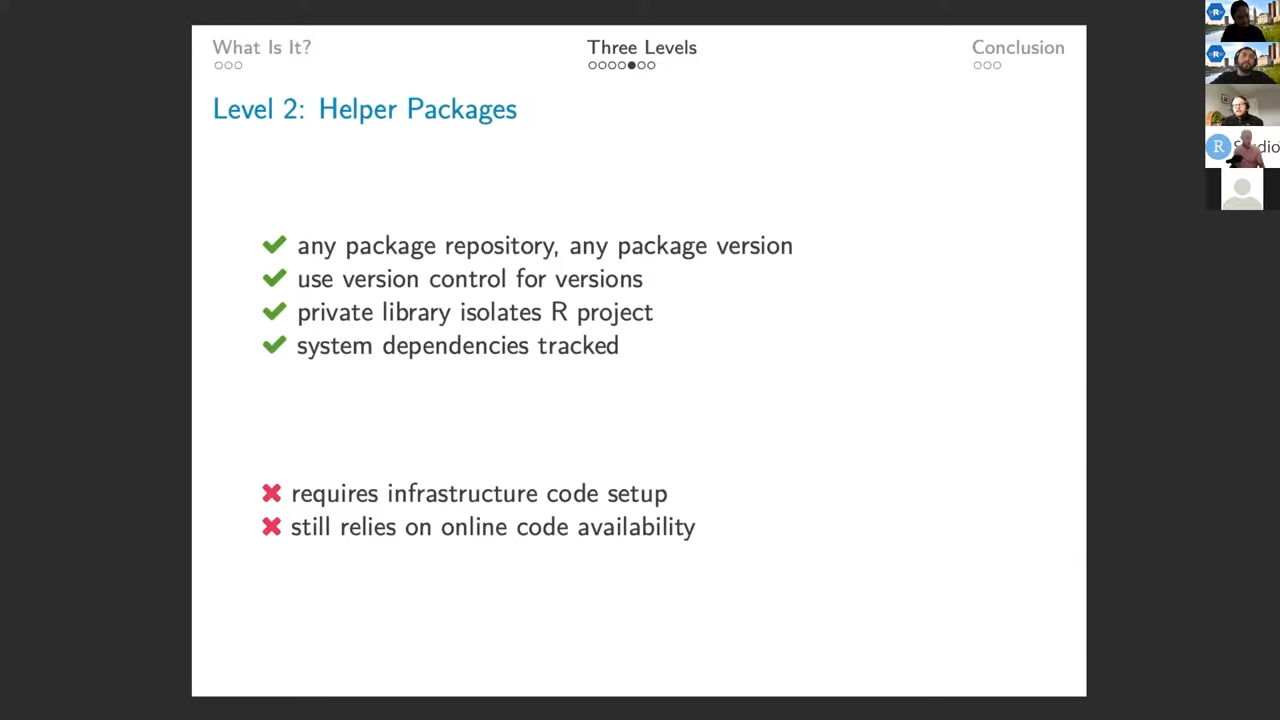 What Is It?
Three Levels
Conclusion
Level 2: Helper Packages
any package repository, any package version
use version control for versions
private library isolates R project
system dependencies tracked
requires infrastructure code setup
still relies on online code availability
R
R
R